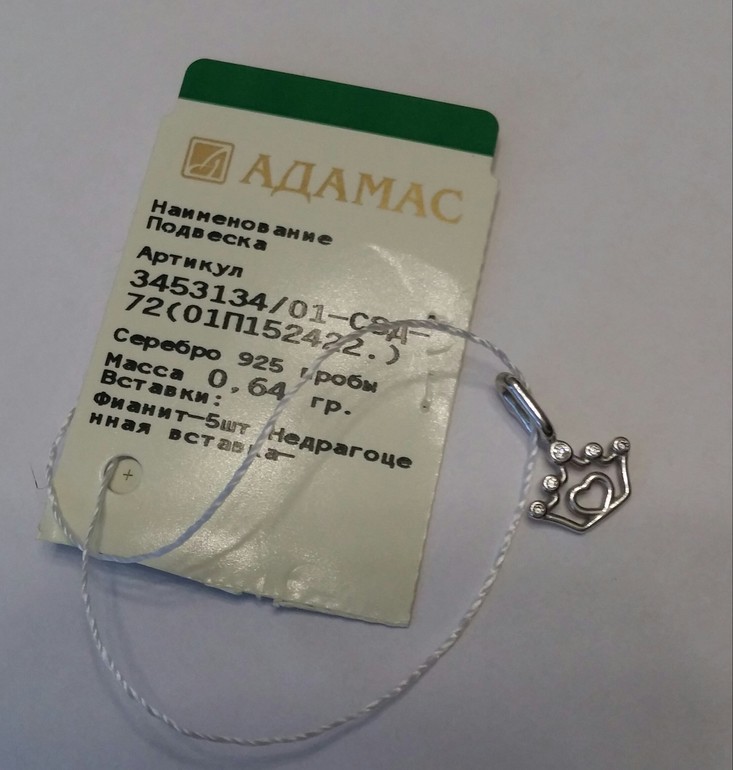 АДАМАС
Наименование
Подвеска
Артикул
3453134/01-СВД-
72(01П152422.)
Серебро 925 пробы
Масса 0,64 гр.
Вставки:
Фианит-5шт Недрагоце
нная вставка-